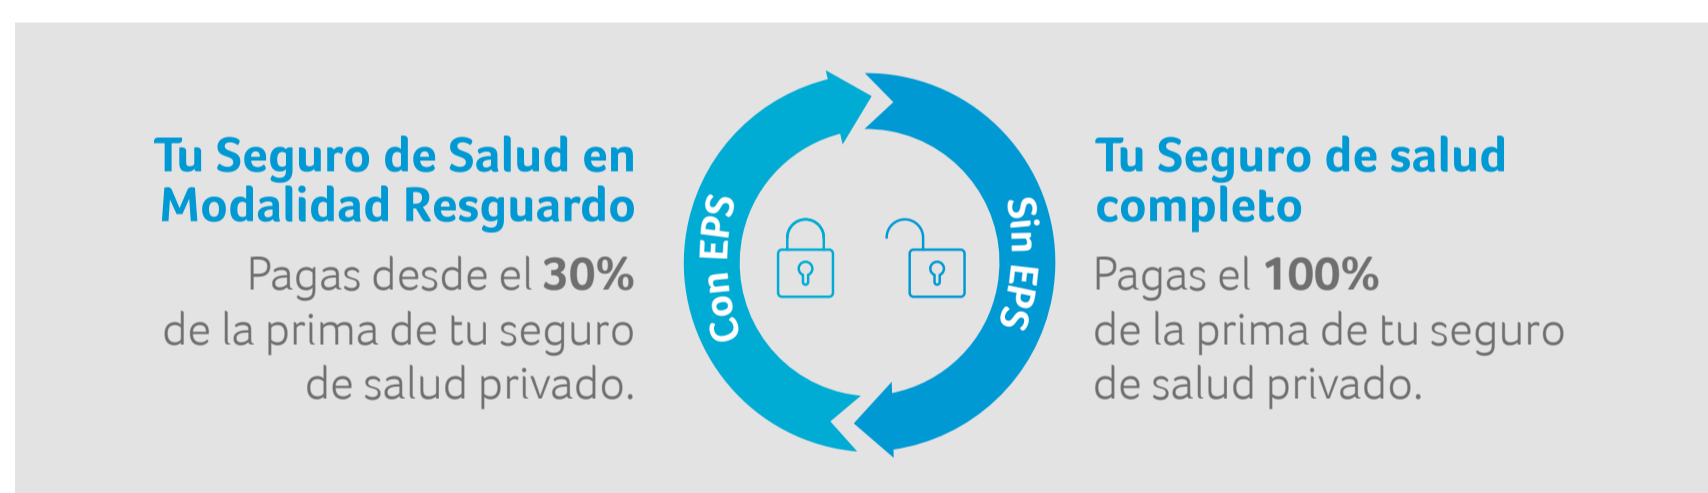 Tu Seguro de Salud en
Modalidad Resguardo
Pagas desde el 30%
de la prima de tu seguro
de salud privado.
Con EPS
Sin EPS
Tu Seguro de salud
completo
Pagas el 100%
de la prima de tu seguro
de salud privado.